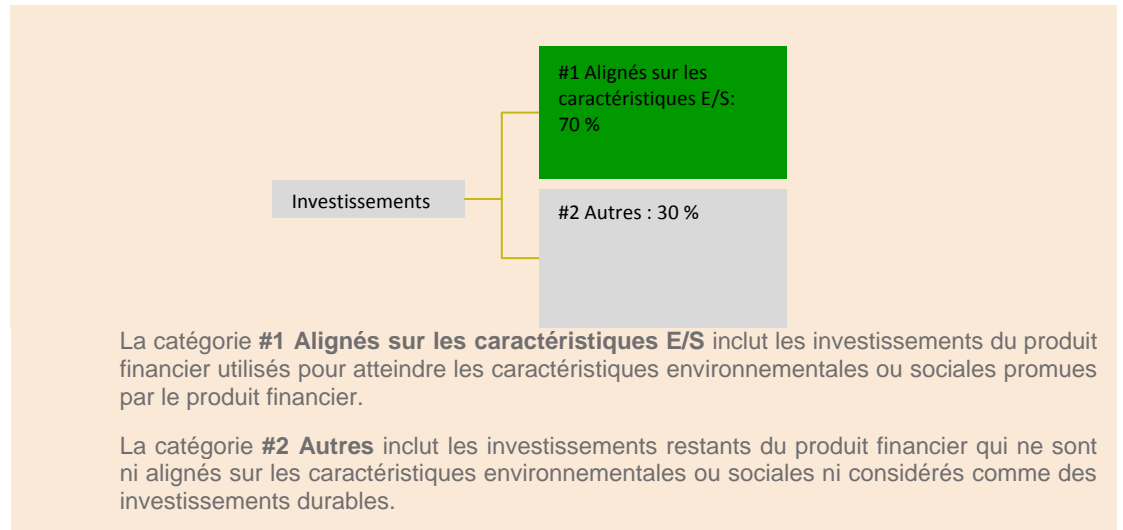 #1 Alignés sur les
caractéristiques E/S:
70 %
Investissements
#2 Autres : 30 %
La catégorie #1 Alignés sur les caractéristiques E/S inclut les investissements du produit
financier utilisés pour atteindre les caractéristiques environnementales ou sociales promues
par le produit financier.
La catégorie #2 Autres inclut les investissements restants du produit financier qui ne sont
ni alignés sur les caractéristiques environnementales ou sociales ni considérés comme des
investissements durables.